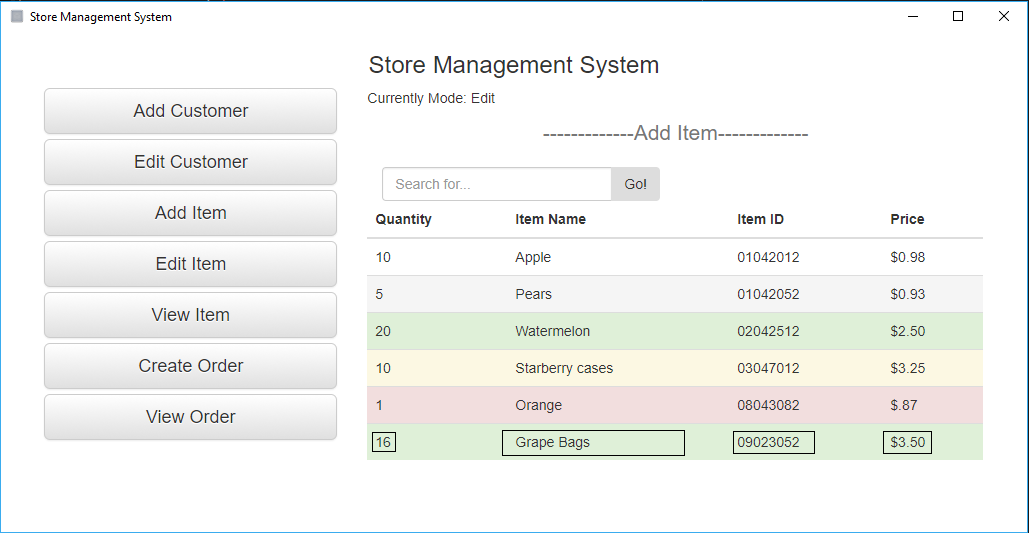 Store Management System
Store Management System
Currently Mode: Edit
-------------Add Item-------------
Add Customer
Edit Customer
Add Item
Edit Item
View Item
Create Order
View Order
Search for... Go!
Quantity Item Name Item ID Price
10 Apple 01042012 $0.98
5 Pears 01042052 $0.93
20 Watermelon 02042512 $2.50
10 Starberry cases 03047012 $3.25
1 Orange 08043082 $.87
16 Grape Bags 09023052 $3.50